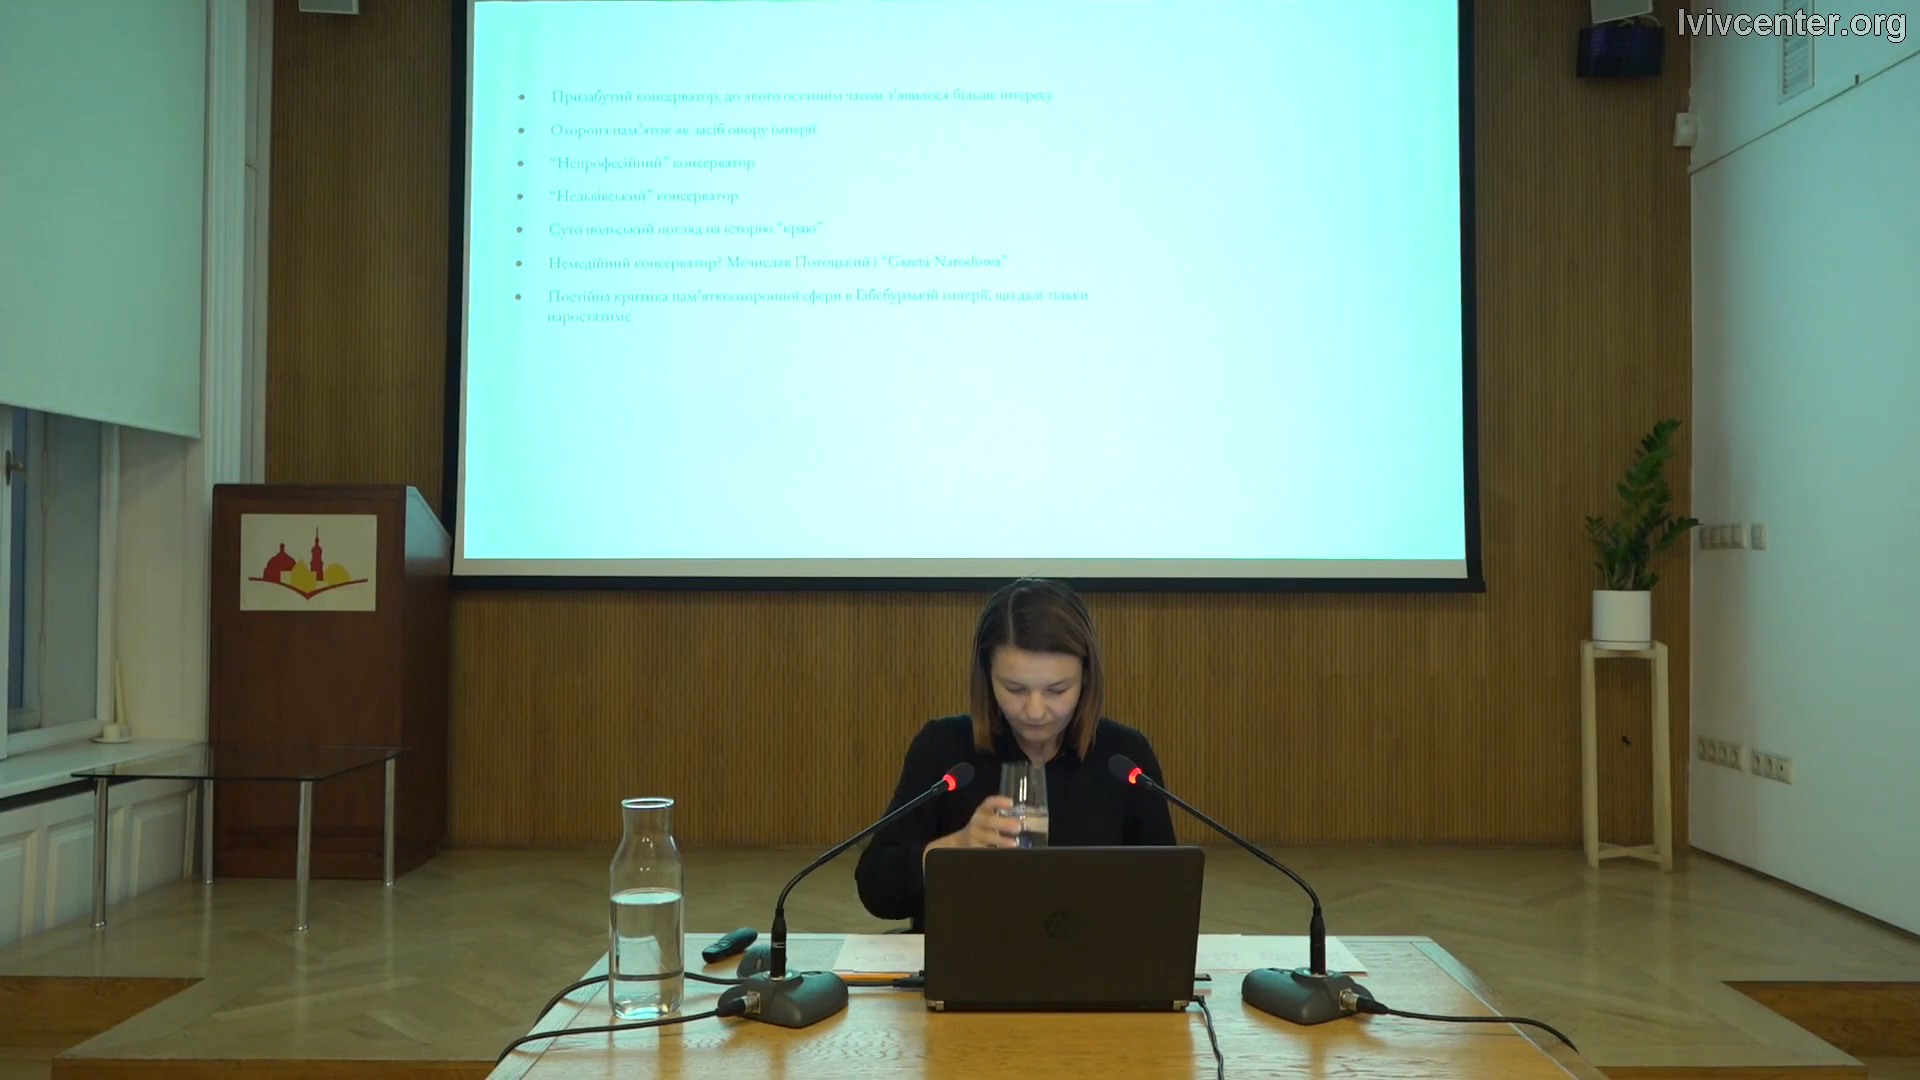 lvivcenter.org
Призабутий консерватор, до якого останнім часом з'явилося більше інтересу
Охорона пам'яток як засіб опору імперії
“Непрофесійний” консерватор
“Нельвівський” консерватор
Суто польський погляд на історію “краю”
Немедійний консерватор? Мечислав Потоцький і “Gazeta Narodowa”
Постійна критика пам'яткоохоронної сфери в Габсбурзькій імперії, що далі тільки
наростатиме